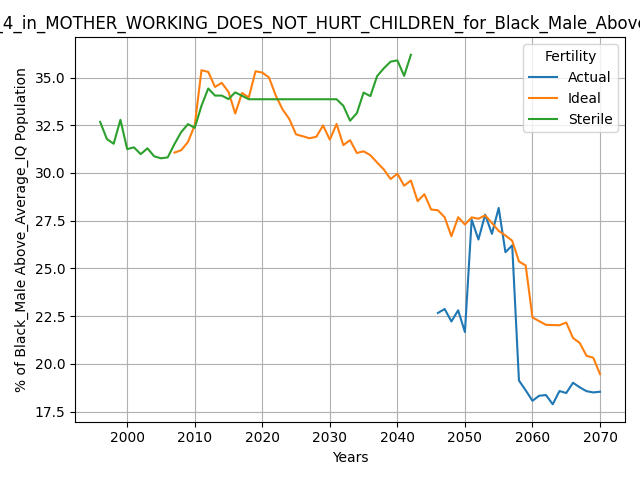 _4_in_MOTHER_WORKING_DOES_NOT_HURT_CHILDREN_for_Black_Male_Above
% of Black_Male Above_Average_IQ Population
35.0
32.5
30.0
27.5
25.0
22.5
20.0
17.5
Fertility
Actual
Ideal
Sterile
2000 2010 2020 2030 2040 2050 2060 2070
Years